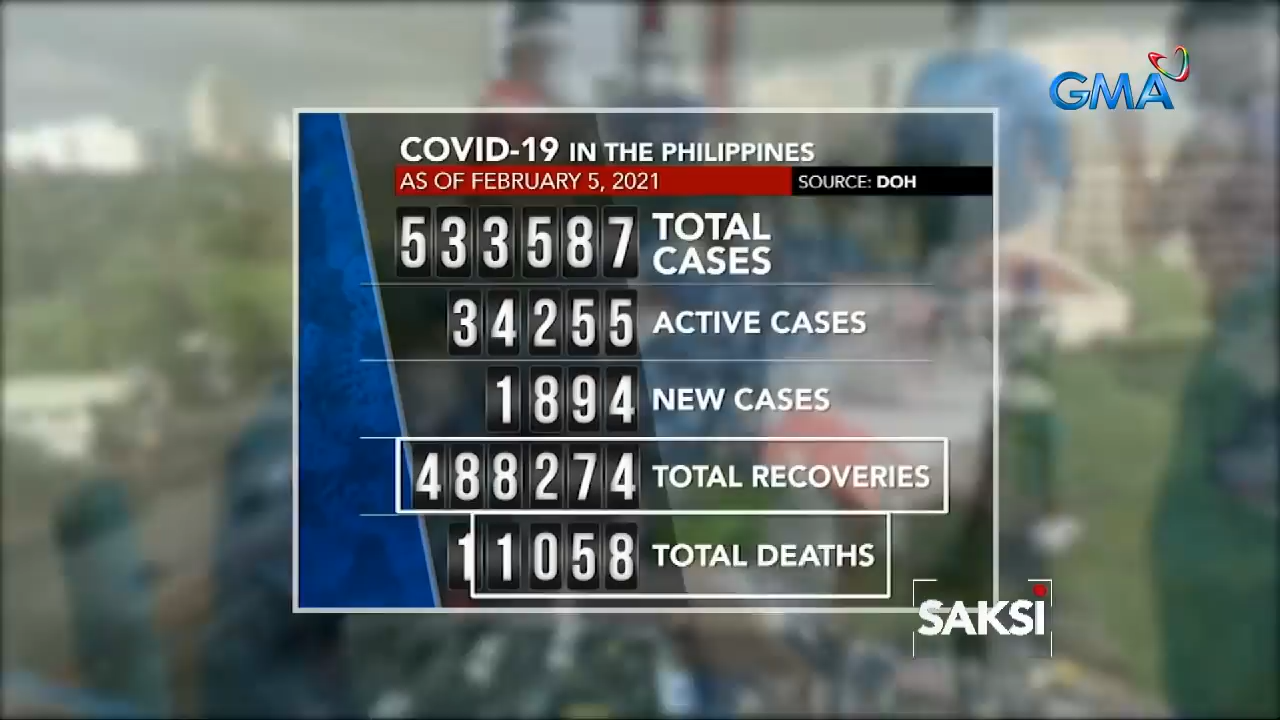 GMA
COVID-19 IN THE PHILIPPINES
AS OF FEBRUARY 5, 2021 SOURCE: DOH
533587 TOTAL
CASES
34255 ACTIVE CASES
1894 NEW CASES
488274 TOTAL RECOVERIES
11058 TOTAL DEATHS
SAKSI